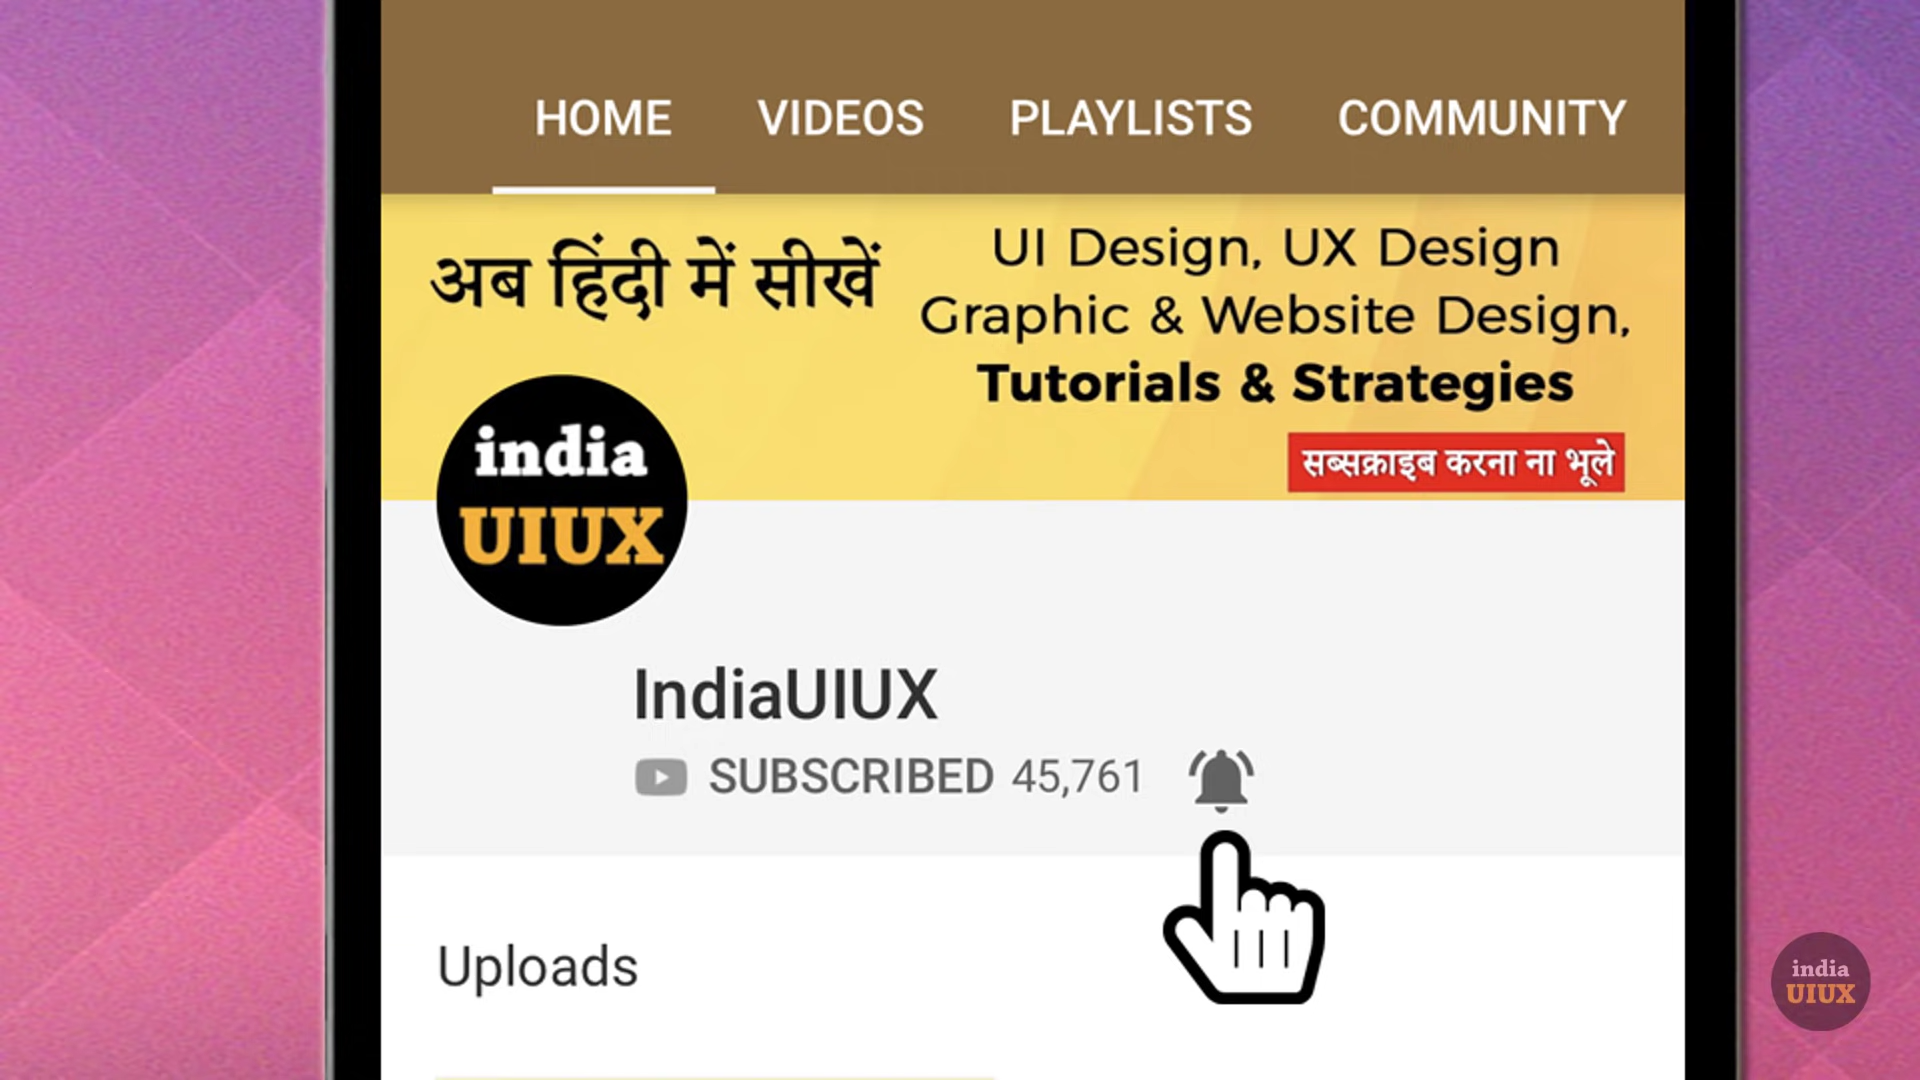 HOME VIDEOS PLAYLISTS COMMUNITY
अब हिंदी में सीखें
UI Design, UX Design
Graphic & Website Design,
Tutorials & Strategies
सब्सक्राइब करना ना भूले
india
UIUX
IndiaUIUX
SUBSCRIBED 45,761
Uploads
india
UIUX